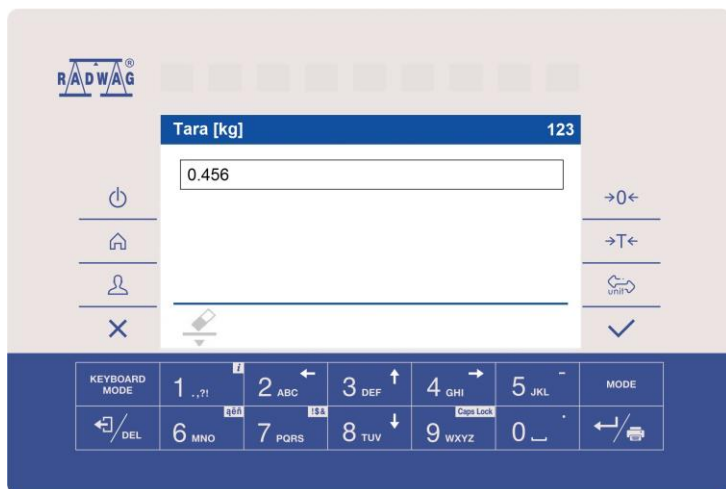 RADWAG®
Tara [kg] 123
0.456
→0←
→T←
unit
KEYBOARD MODE
1 .,?! i
2 ABC ←
3 DEF ↑
4 GHI →
5 JKL -
MODE
/DEL
6 MNO ąěñ
7 PQRS !$&
8 TUV ↓
9 WXYZ Caps Lock
0 .